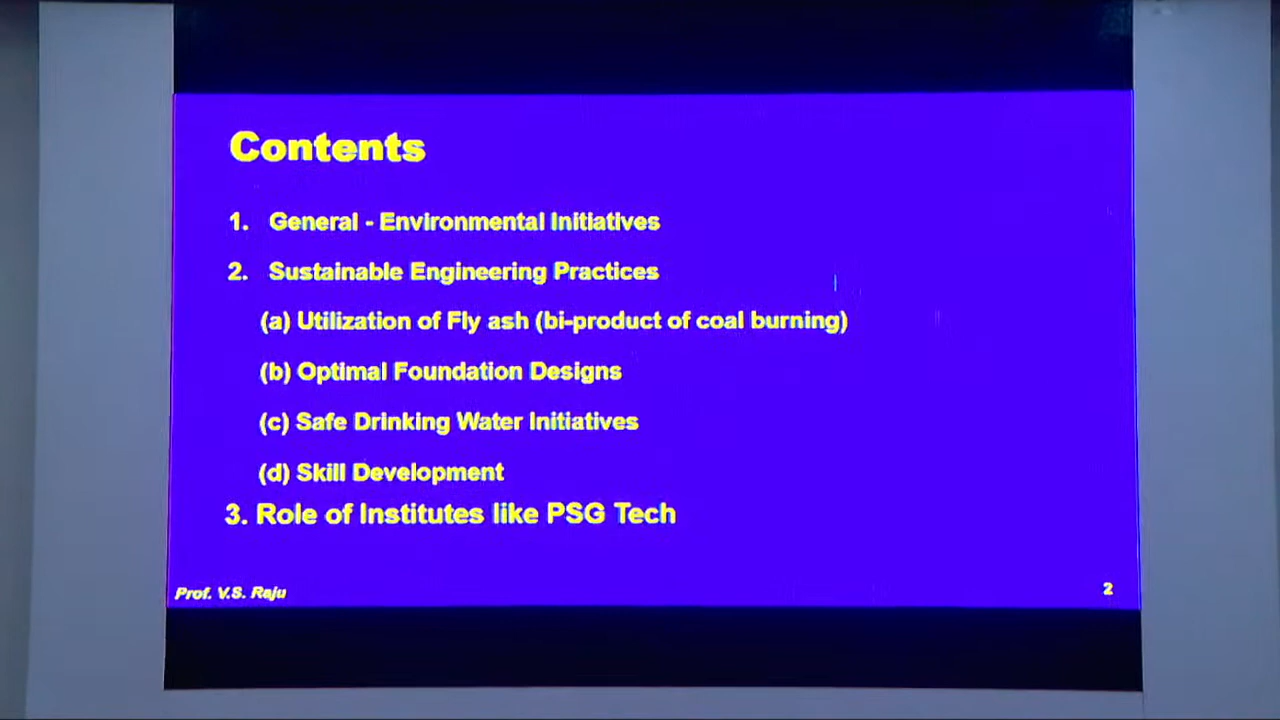 Contents
1. General - Environmental Initiatives
2. Sustainable Engineering Practices
(a) Utilization of Fly ash (bi-product of coal burning)
(b) Optimal Foundation Designs
(c) Safe Drinking Water Initiatives
(d) Skill Development
3. Role of Institutes like PSG Tech
Prof. V.S. Raju
2